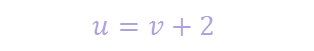 u = v + 2